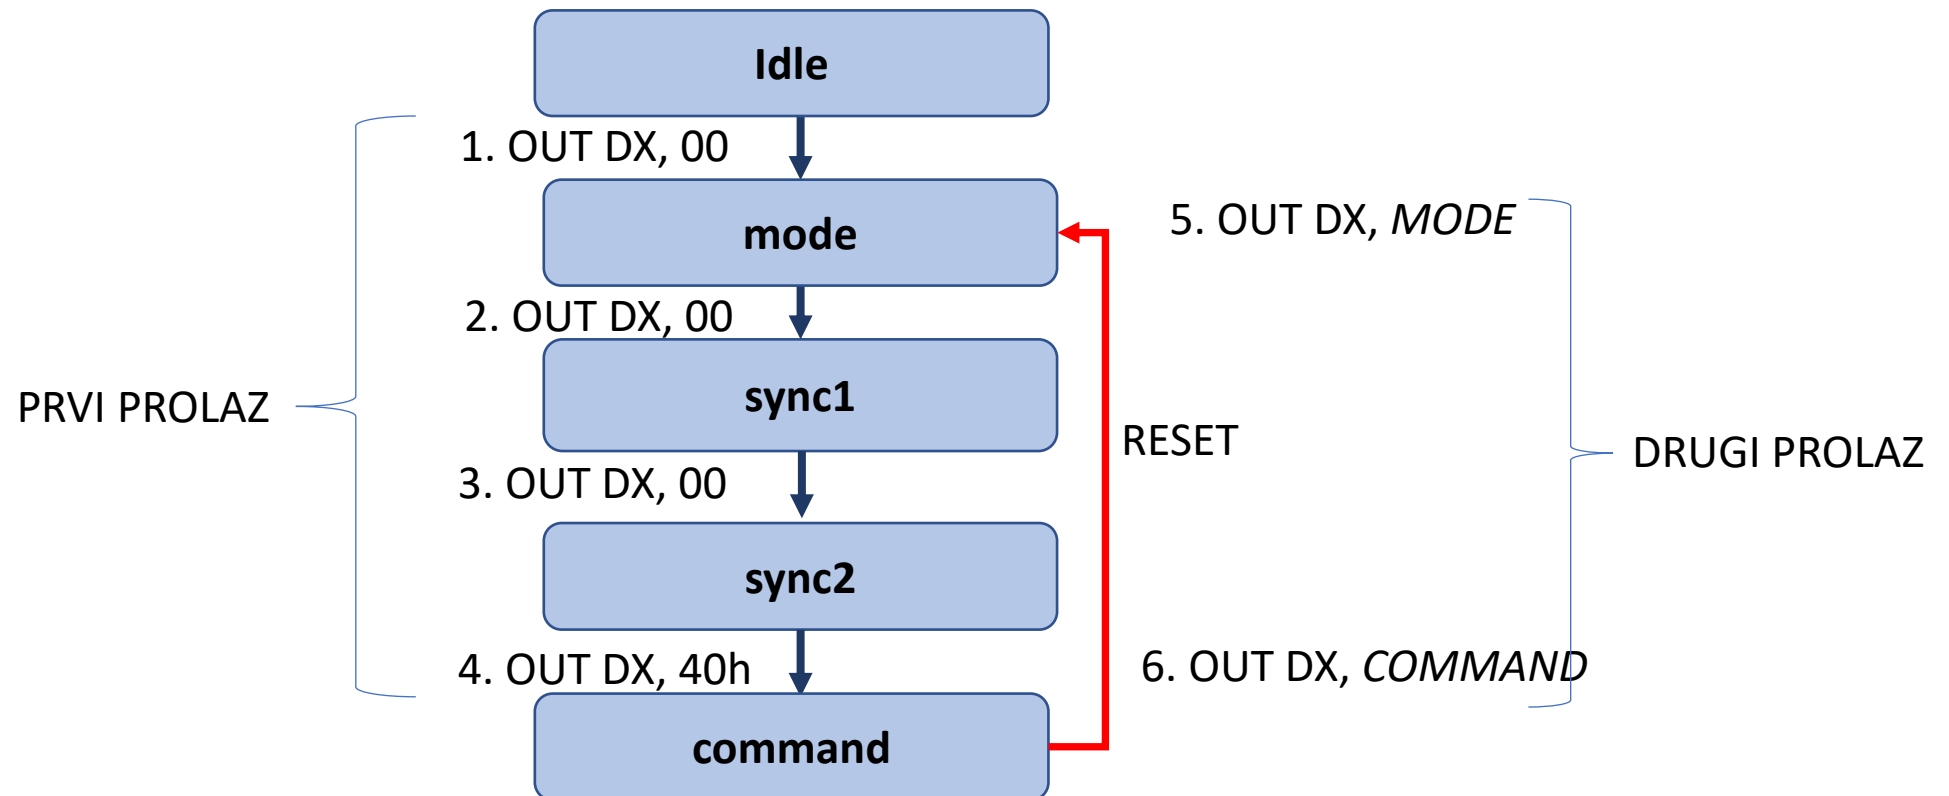 Idle
1. OUT DX, 00
mode
5. OUT DX, MODE
2. OUT DX, 00
sync1
PRVI PROLAZ
RESET
DRUGI PROLAZ
3. OUT DX, 00
sync2
4. OUT DX, 40h
6. OUT DX, COMMAND
command